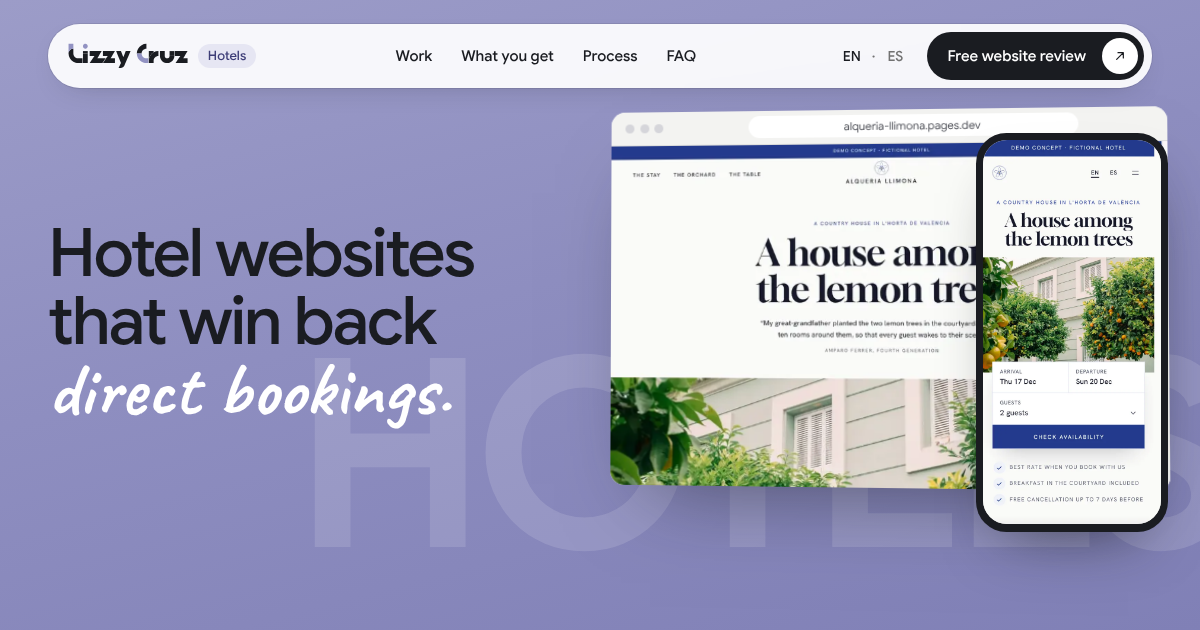 Lizzy Cruz Hotels Work What you get Process FAQ EN · ES Free website review
Hotel websites
that win back
direct bookings.
HOTELS
alqueria-llimona.pages.dev
DEMO CONCEPT · FICTIONAL HOTEL
THE STAY THE ORCHARD THE TABLE
ALQUERIA LLIMONA
A COUNTRY HOUSE IN L'HORTA DE VALÈNCIA
A house amon
the lemon tre
"My great-grandfather planted the two lemon trees in the courtyard
ten rooms around them, so that every guest wakes to their sce
AMPARO FERRER, FOURTH GENERATION
DEMO CONCEPT · FICTIONAL HOTEL
EN ES
A COUNTRY HOUSE IN L'HORTA DE VALÈNCIA
A house among
the lemon trees
ARRIVAL DEPARTURE
Thu 17 Dec Sun 20 Dec
GUESTS
2 guests
CHECK AVAILABILITY
BEST RATE WHEN YOU BOOK WITH US
BREAKFAST IN THE COURTYARD INCLUDED
FREE CANCELLATION UP TO 7 DAYS BEFORE